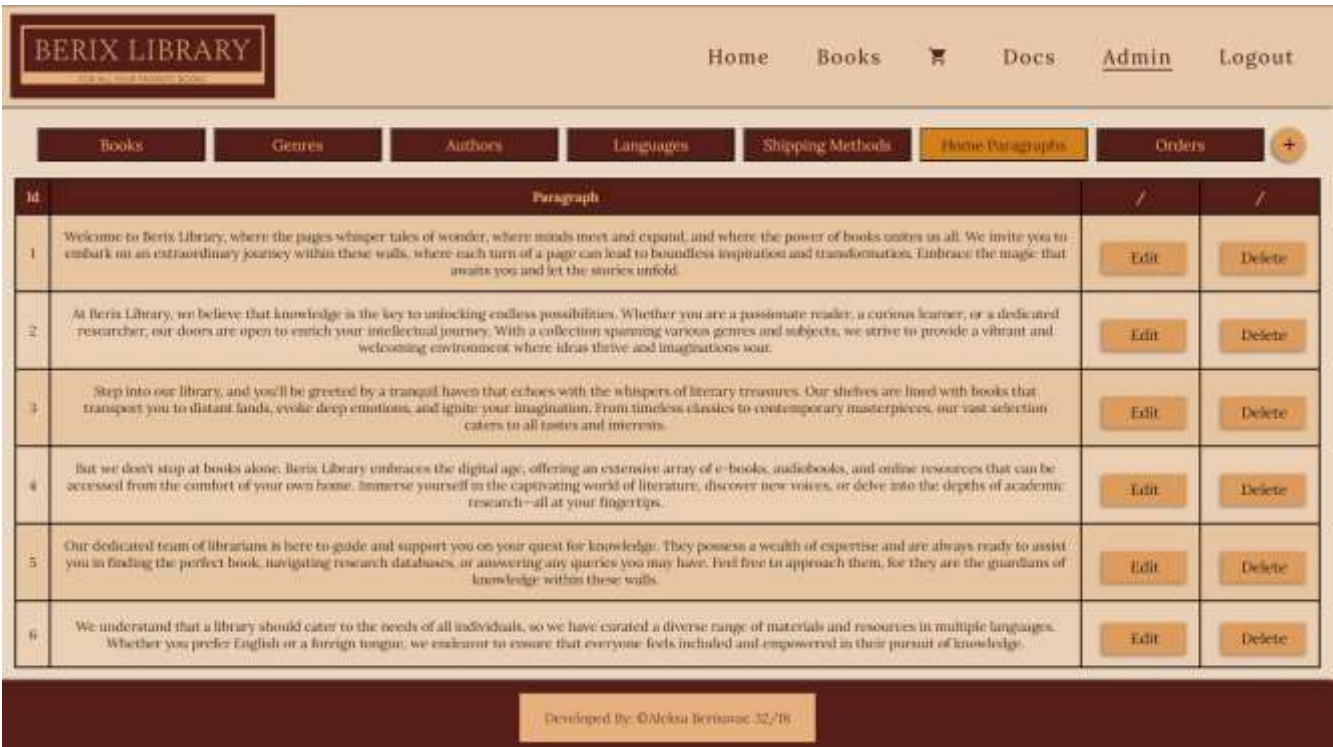 BERIX LIBRARY
FOR ALL YOUR FAVORITE BOOKS
Home Books Docs Admin Logout
Books Genres Authors Languages Shipping Methods Home Paragraphs Orders +
Id Paragraph / /
Welcome to Berix Library, where the pages whisper tales of wonder, where minds meet and expand, and where the power of books unites us all. We invite you to
1 embark on an extraordinary journey within these walls, where each turn of a page can lead to boundless inspiration and transformation. Embrace the magic that Edit Delete
awaits you and let the stories unfold.
At Berix Library, we believe that knowledge is the key to unlocking endless possibilities. Whether you are a passionate reader, a curious learner, or a dedicated
2 researcher, our doors are open to enrich your intellectual journey. With a collection spanning various genres and subjects, we strive to provide a vibrant and Edit Delete
welcoming environment where ideas thrive and imaginations soar.
Step into our library, and you'll be greeted by a tranquil haven that echoes with the whispers of literary treasures. Our shelves are lined with books that
3 transport you to distant lands, evoke deep emotions, and ignite your imagination. From timeless classics to contemporary masterpieces, our vast selection Edit Delete
caters to all tastes and interests.
But we don't stop at books alone. Berix Library embraces the digital age, offering an extensive array of e-books, audiobooks, and online resources that can be
4 accessed from the comfort of your own home. Immerse yourself in the captivating world of literature, discover new voices, or delve into the depths of academic Edit Delete
research—all at your fingertips.
Our dedicated team of librarians is here to guide and support you on your quest for knowledge. They possess a wealth of expertise and are always ready to assist
5 you in finding the perfect book, navigating research databases, or answering any queries you may have. Feel free to approach them, for they are the guardians of Edit Delete
knowledge within these walls.
We understand that a library should cater to the needs of all individuals, so we have curated a diverse range of materials and resources in multiple languages.
6 Whether you prefer English or a foreign tongue, we endeavor to ensure that everyone feels included and empowered in their pursuit of knowledge. Edit Delete
Developed By: ©Aleksa 32/18